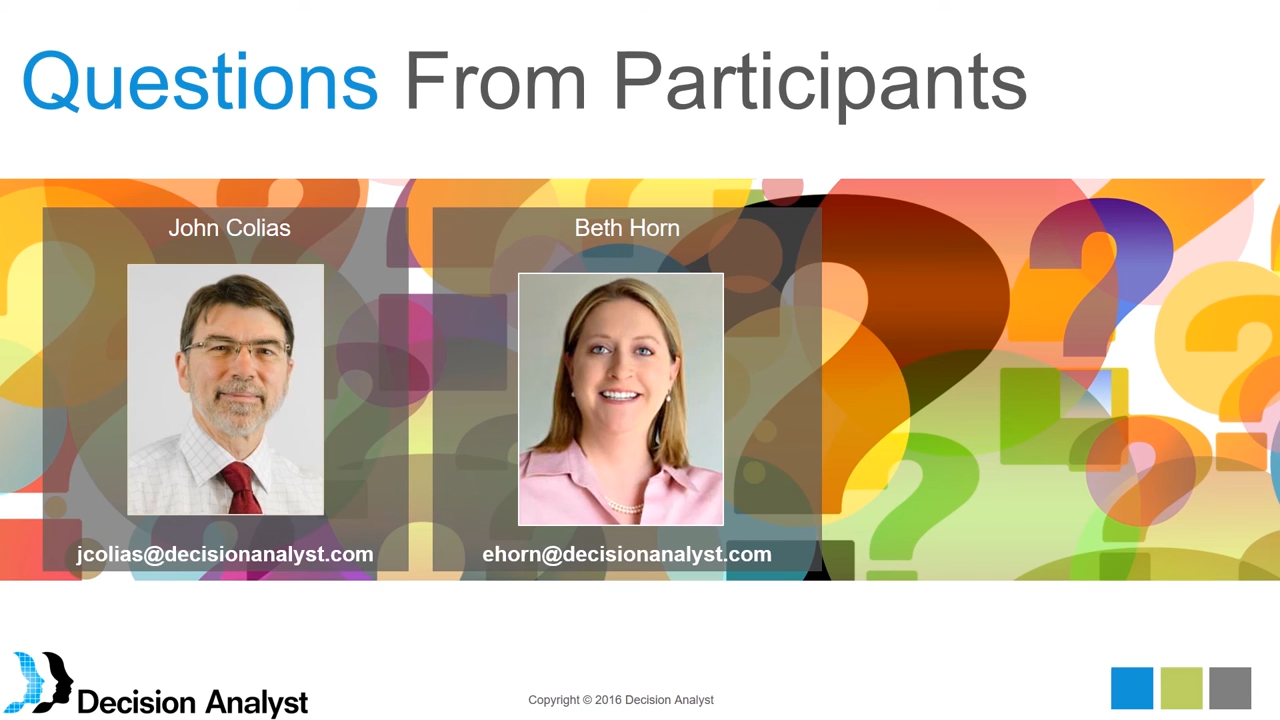 Questions From Participants
John Colias
Beth Horn
jcolias@decisionanalyst.com
ehorn@decisionanalyst.com
Decision Analyst
Copyright © 2016 Decision Analyst